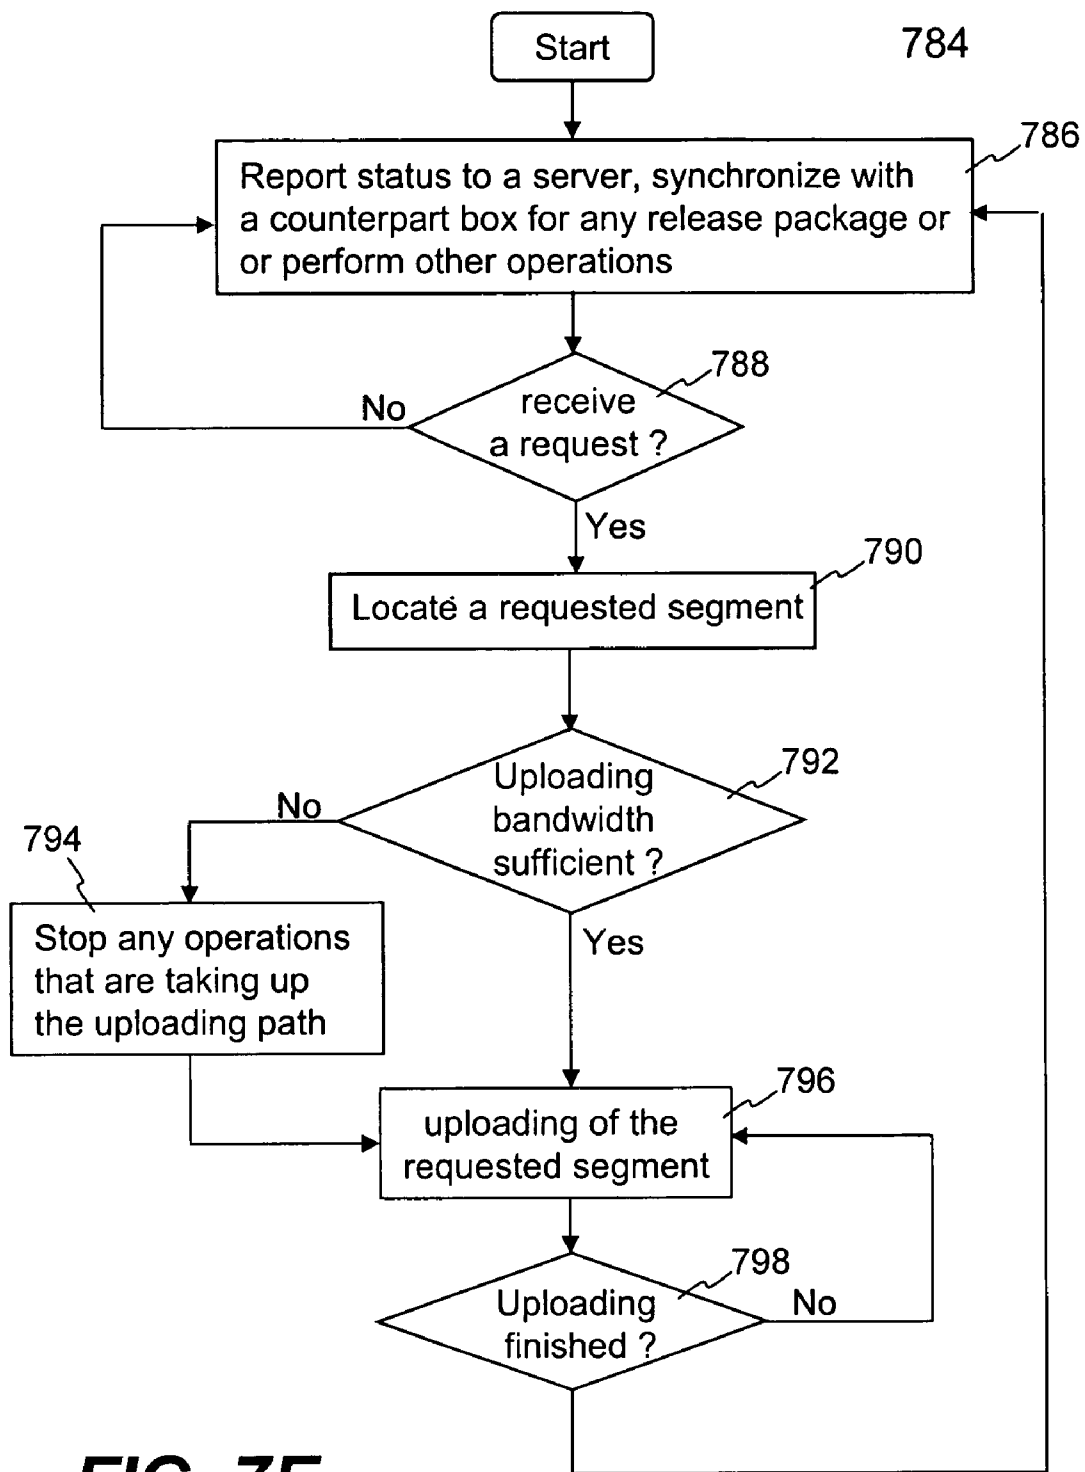 Start
784
786
Report status to a server, synchronize with
a counterpart box for any release package or
or perform other operations
788
No
receive
a request ?
Yes
790
Locate a requested segment
792
Uploading
bandwidth
sufficient ?
No
794
Stop any operations
that are taking up
the uploading path
Yes
796
uploading of the
requested segment
798
Uploading
finished ?
No